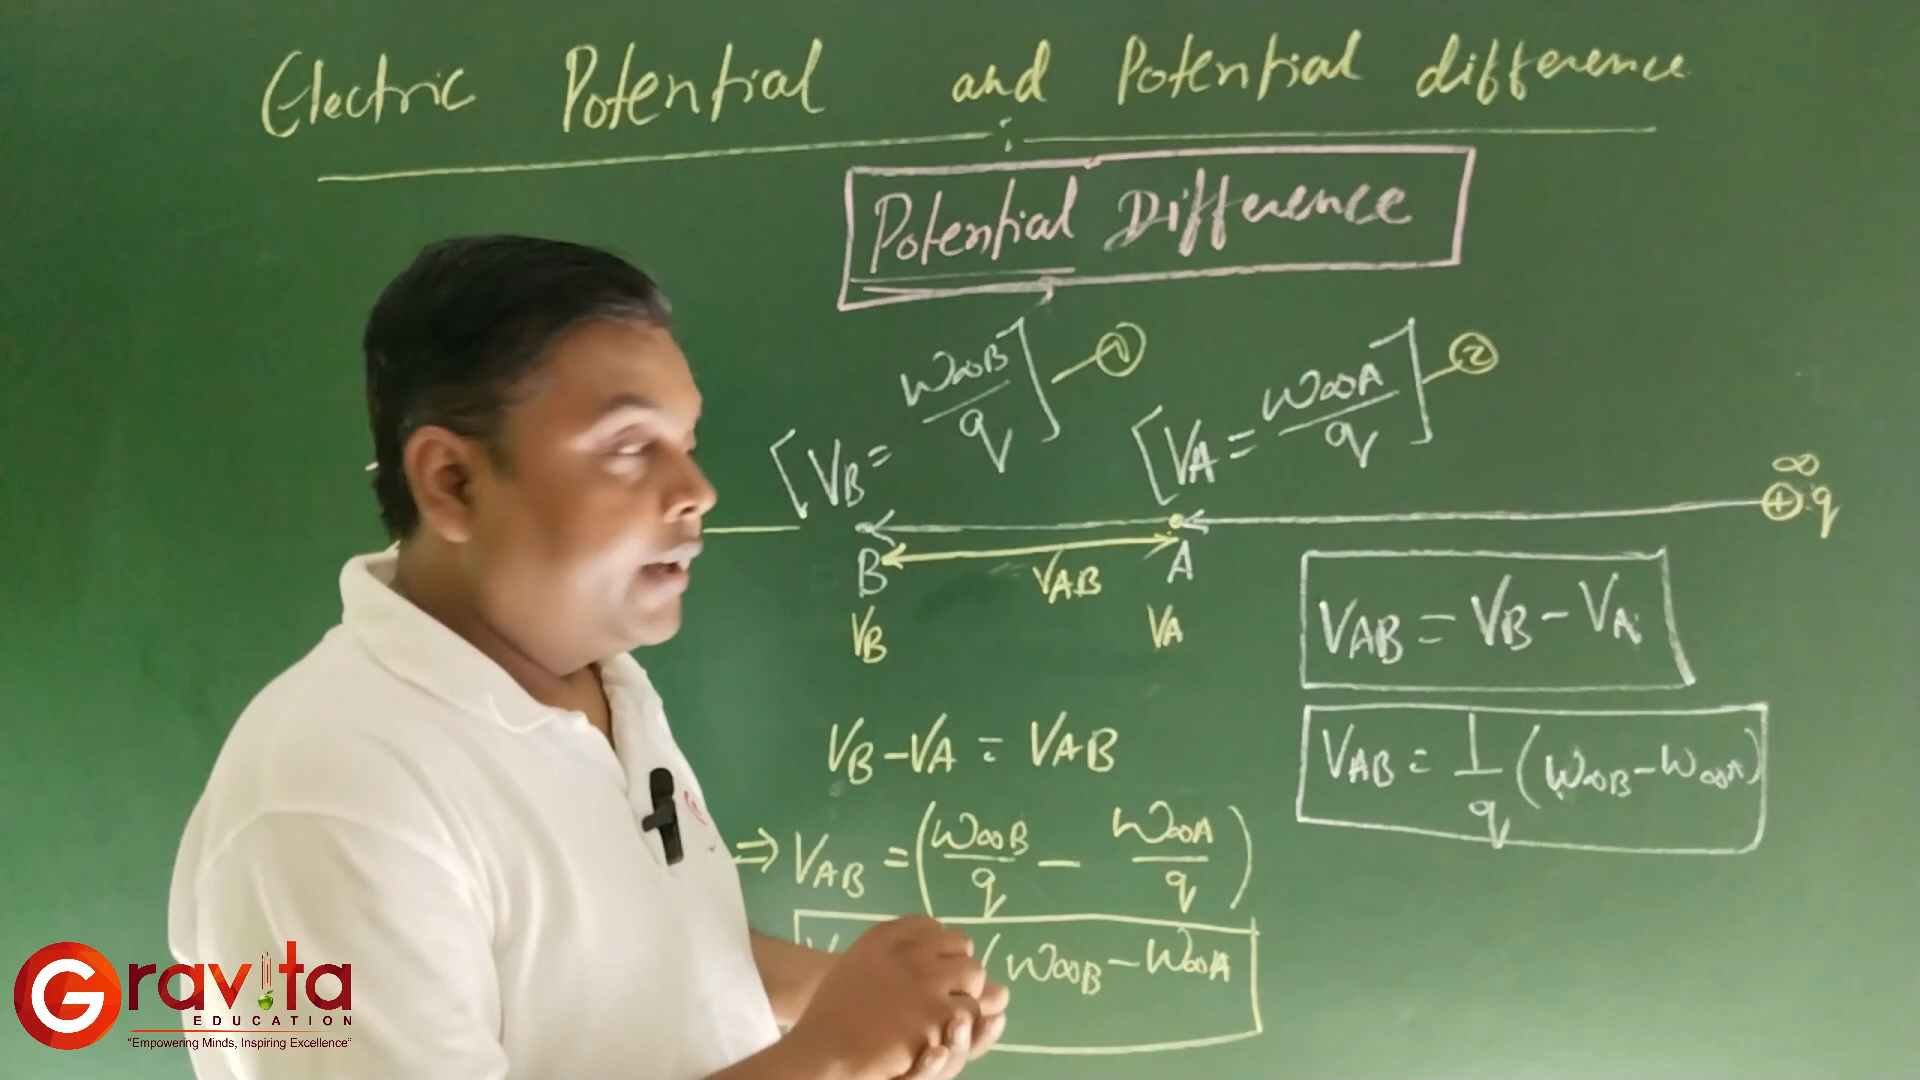 Electric Potential and Potential difference
Potential Difference
[VB = W∞B/q] ①
[VA = W∞A/q] ②
∞
+ q
B
VAB
A
VB
VA
VAB = VB - VA
VB - VA = VAB
VAB = 1/q (W∞B - W∞A)
⇒ VAB = (W∞B/q - W∞A/q)
(W∞B - W∞A
Gravita
EDUCATION
"Empowering Minds, Inspiring Excellence"